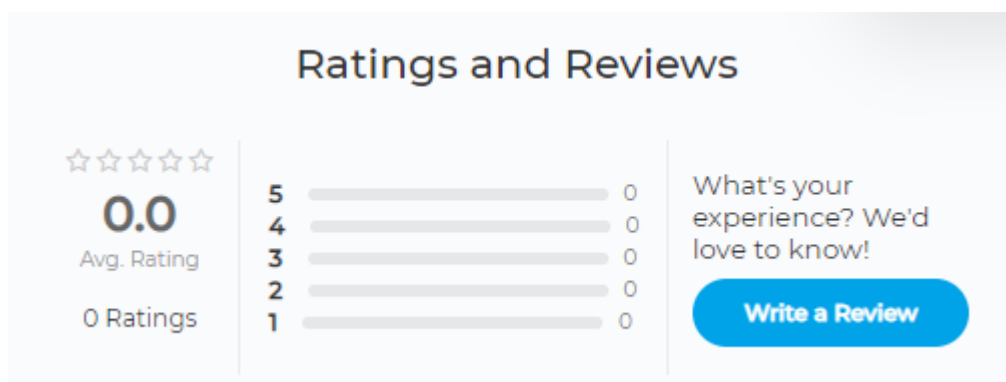 Ratings and Reviews
0.0
Avg. Rating
0 Ratings
5 0
4 0
3 0
2 0
1 0
What's your
experience? We'd
love to know!
Write a Review